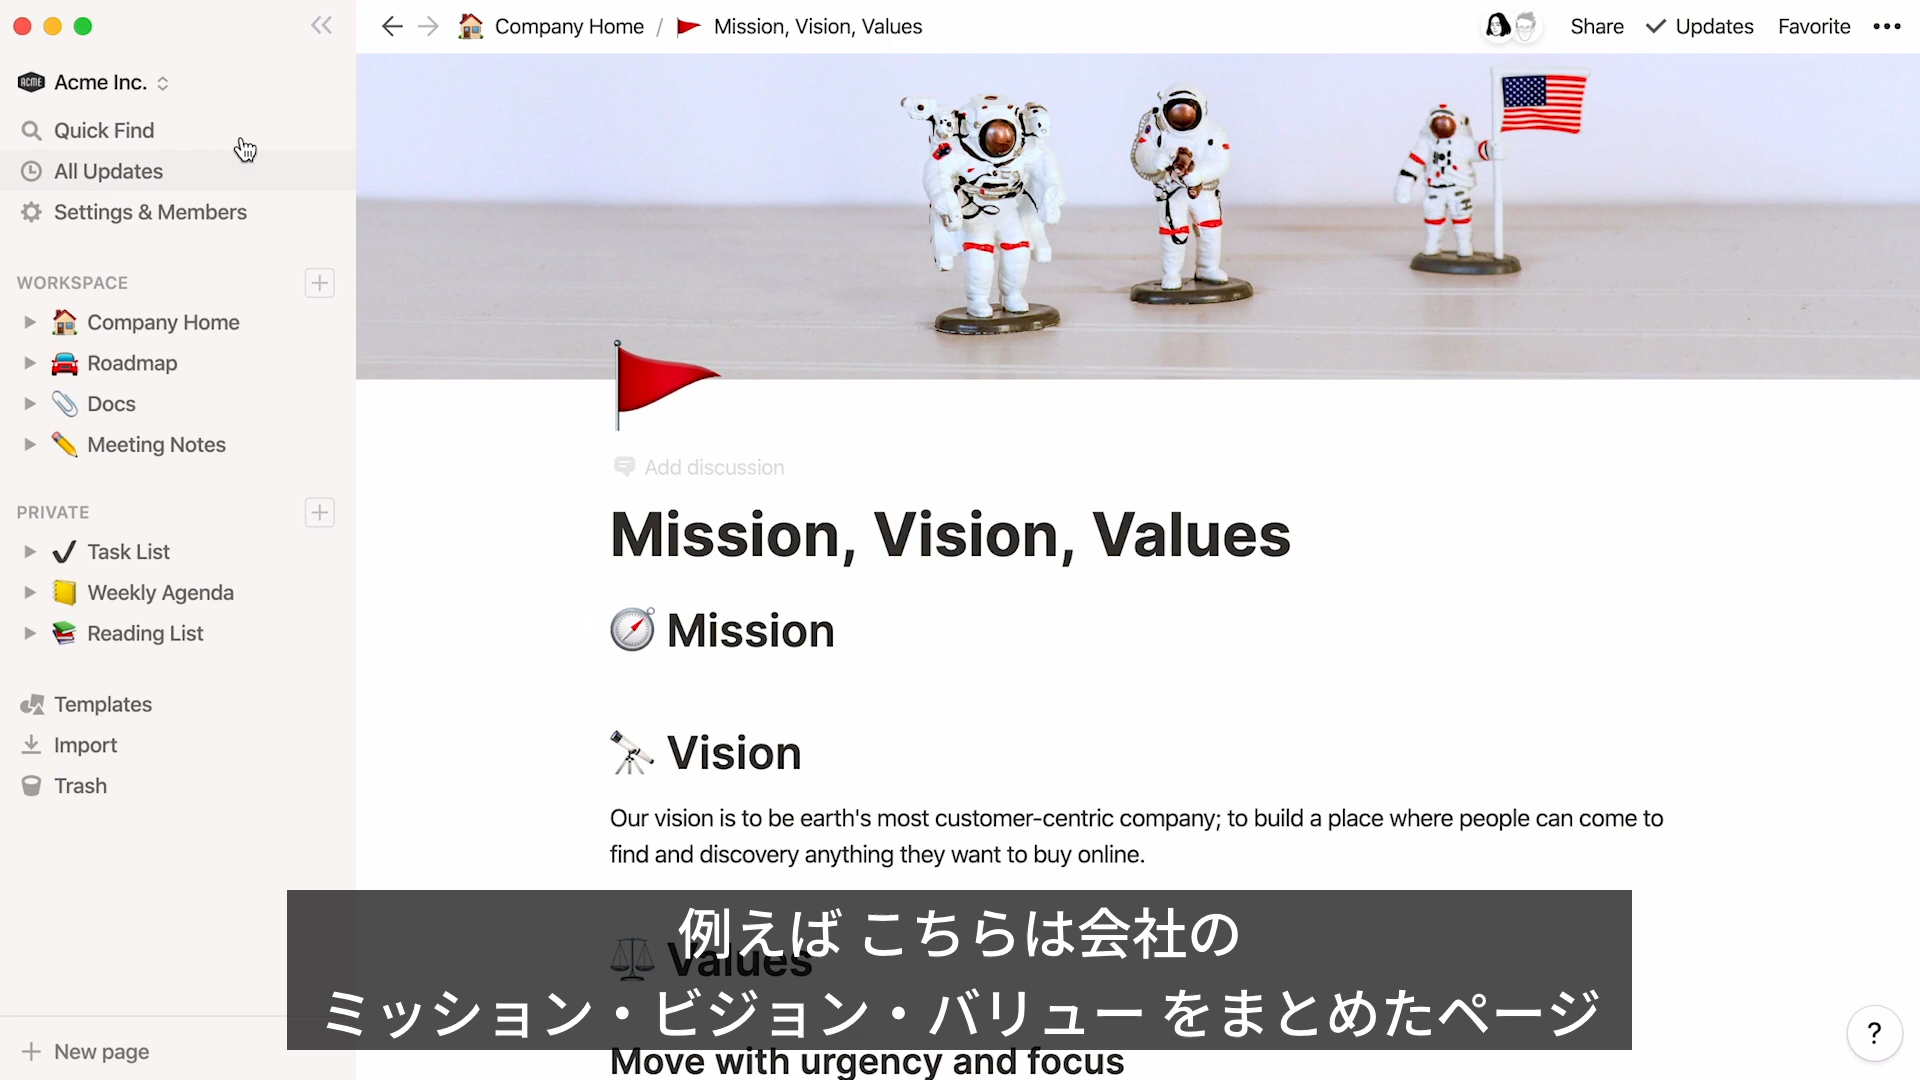 Company Home / Mission, Vision, Values
Share
Updates
Favorite
ACME
Acme Inc.
Quick Find
All Updates
Settings & Members
WORKSPACE
Company Home
Roadmap
Docs
Meeting Notes
PRIVATE
Task List
Weekly Agenda
Reading List
Templates
Import
Trash
New page
Add discussion
Mission, Vision, Values
Mission
Vision
Our vision is to be earth's most customer-centric company; to build a place where people can come to
find and discovery anything they want to buy online.
Values
例えば こちらは会社の
ミッション・ビジョン・バリュー をまとめたページ
Move with urgency and focus
?